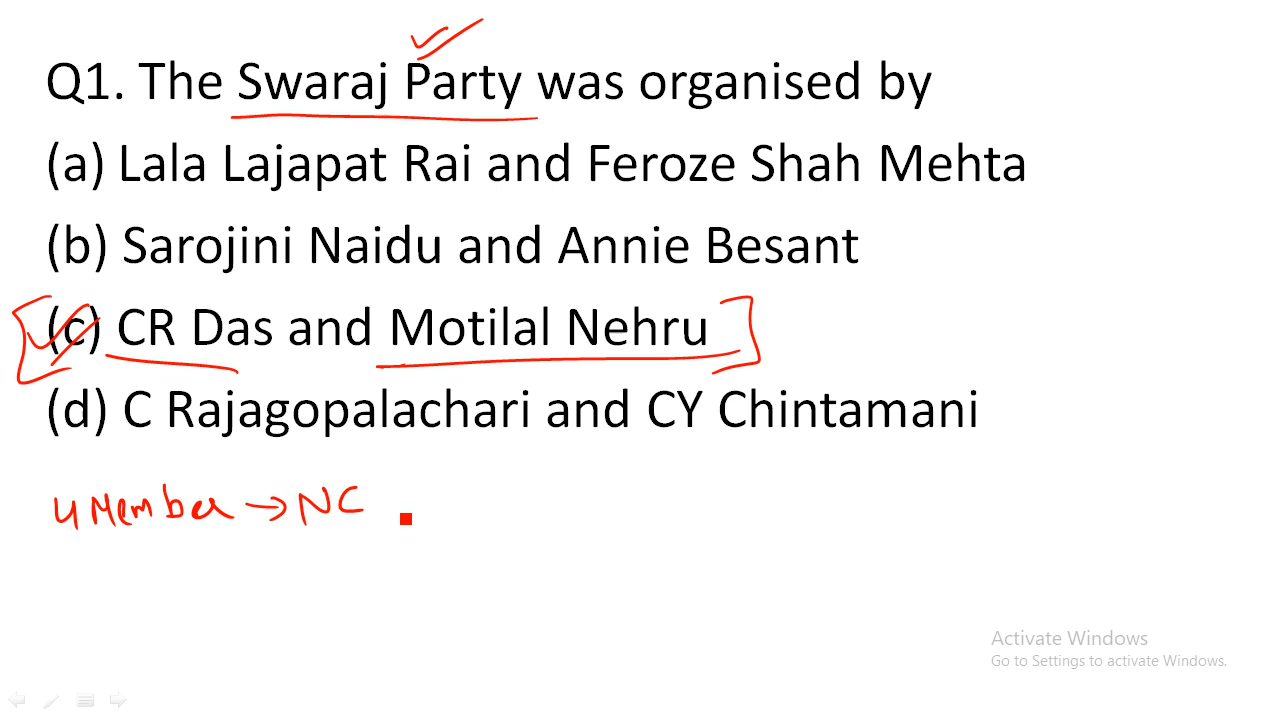 Q1. The Swaraj Party was organised by
(a) Lala Lajapat Rai and Feroze Shah Mehta
(b) Sarojini Naidu and Annie Besant
(c) CR Das and Motilal Nehru
(d) C Rajagopalachari and CY Chintamani
4 Member → NC
Activate Windows
Go to Settings to activate Windows.